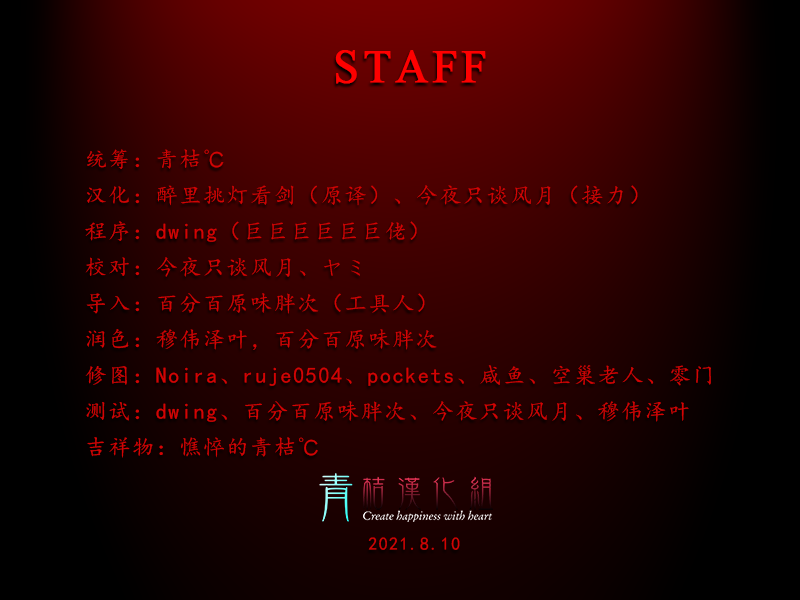 STAFF
统筹：青桔℃
汉化：醉里挑灯看剑（原译）、今夜只谈风月（接力）
程序：dwing（巨巨巨巨巨巨佬）
校对：今夜只谈风月、ヤミ
导入：百分百原味胖次（工具人）
润色：穆伟泽叶，百分百原味胖次
修图：Noira、ruje0504、pockets、咸鱼、空巢老人、零门
测试：dwing、百分百原味胖次、今夜只谈风月、穆伟泽叶
吉祥物：憔悴的青桔℃
青桔漢化組
Create happiness with heart
2021.8.10